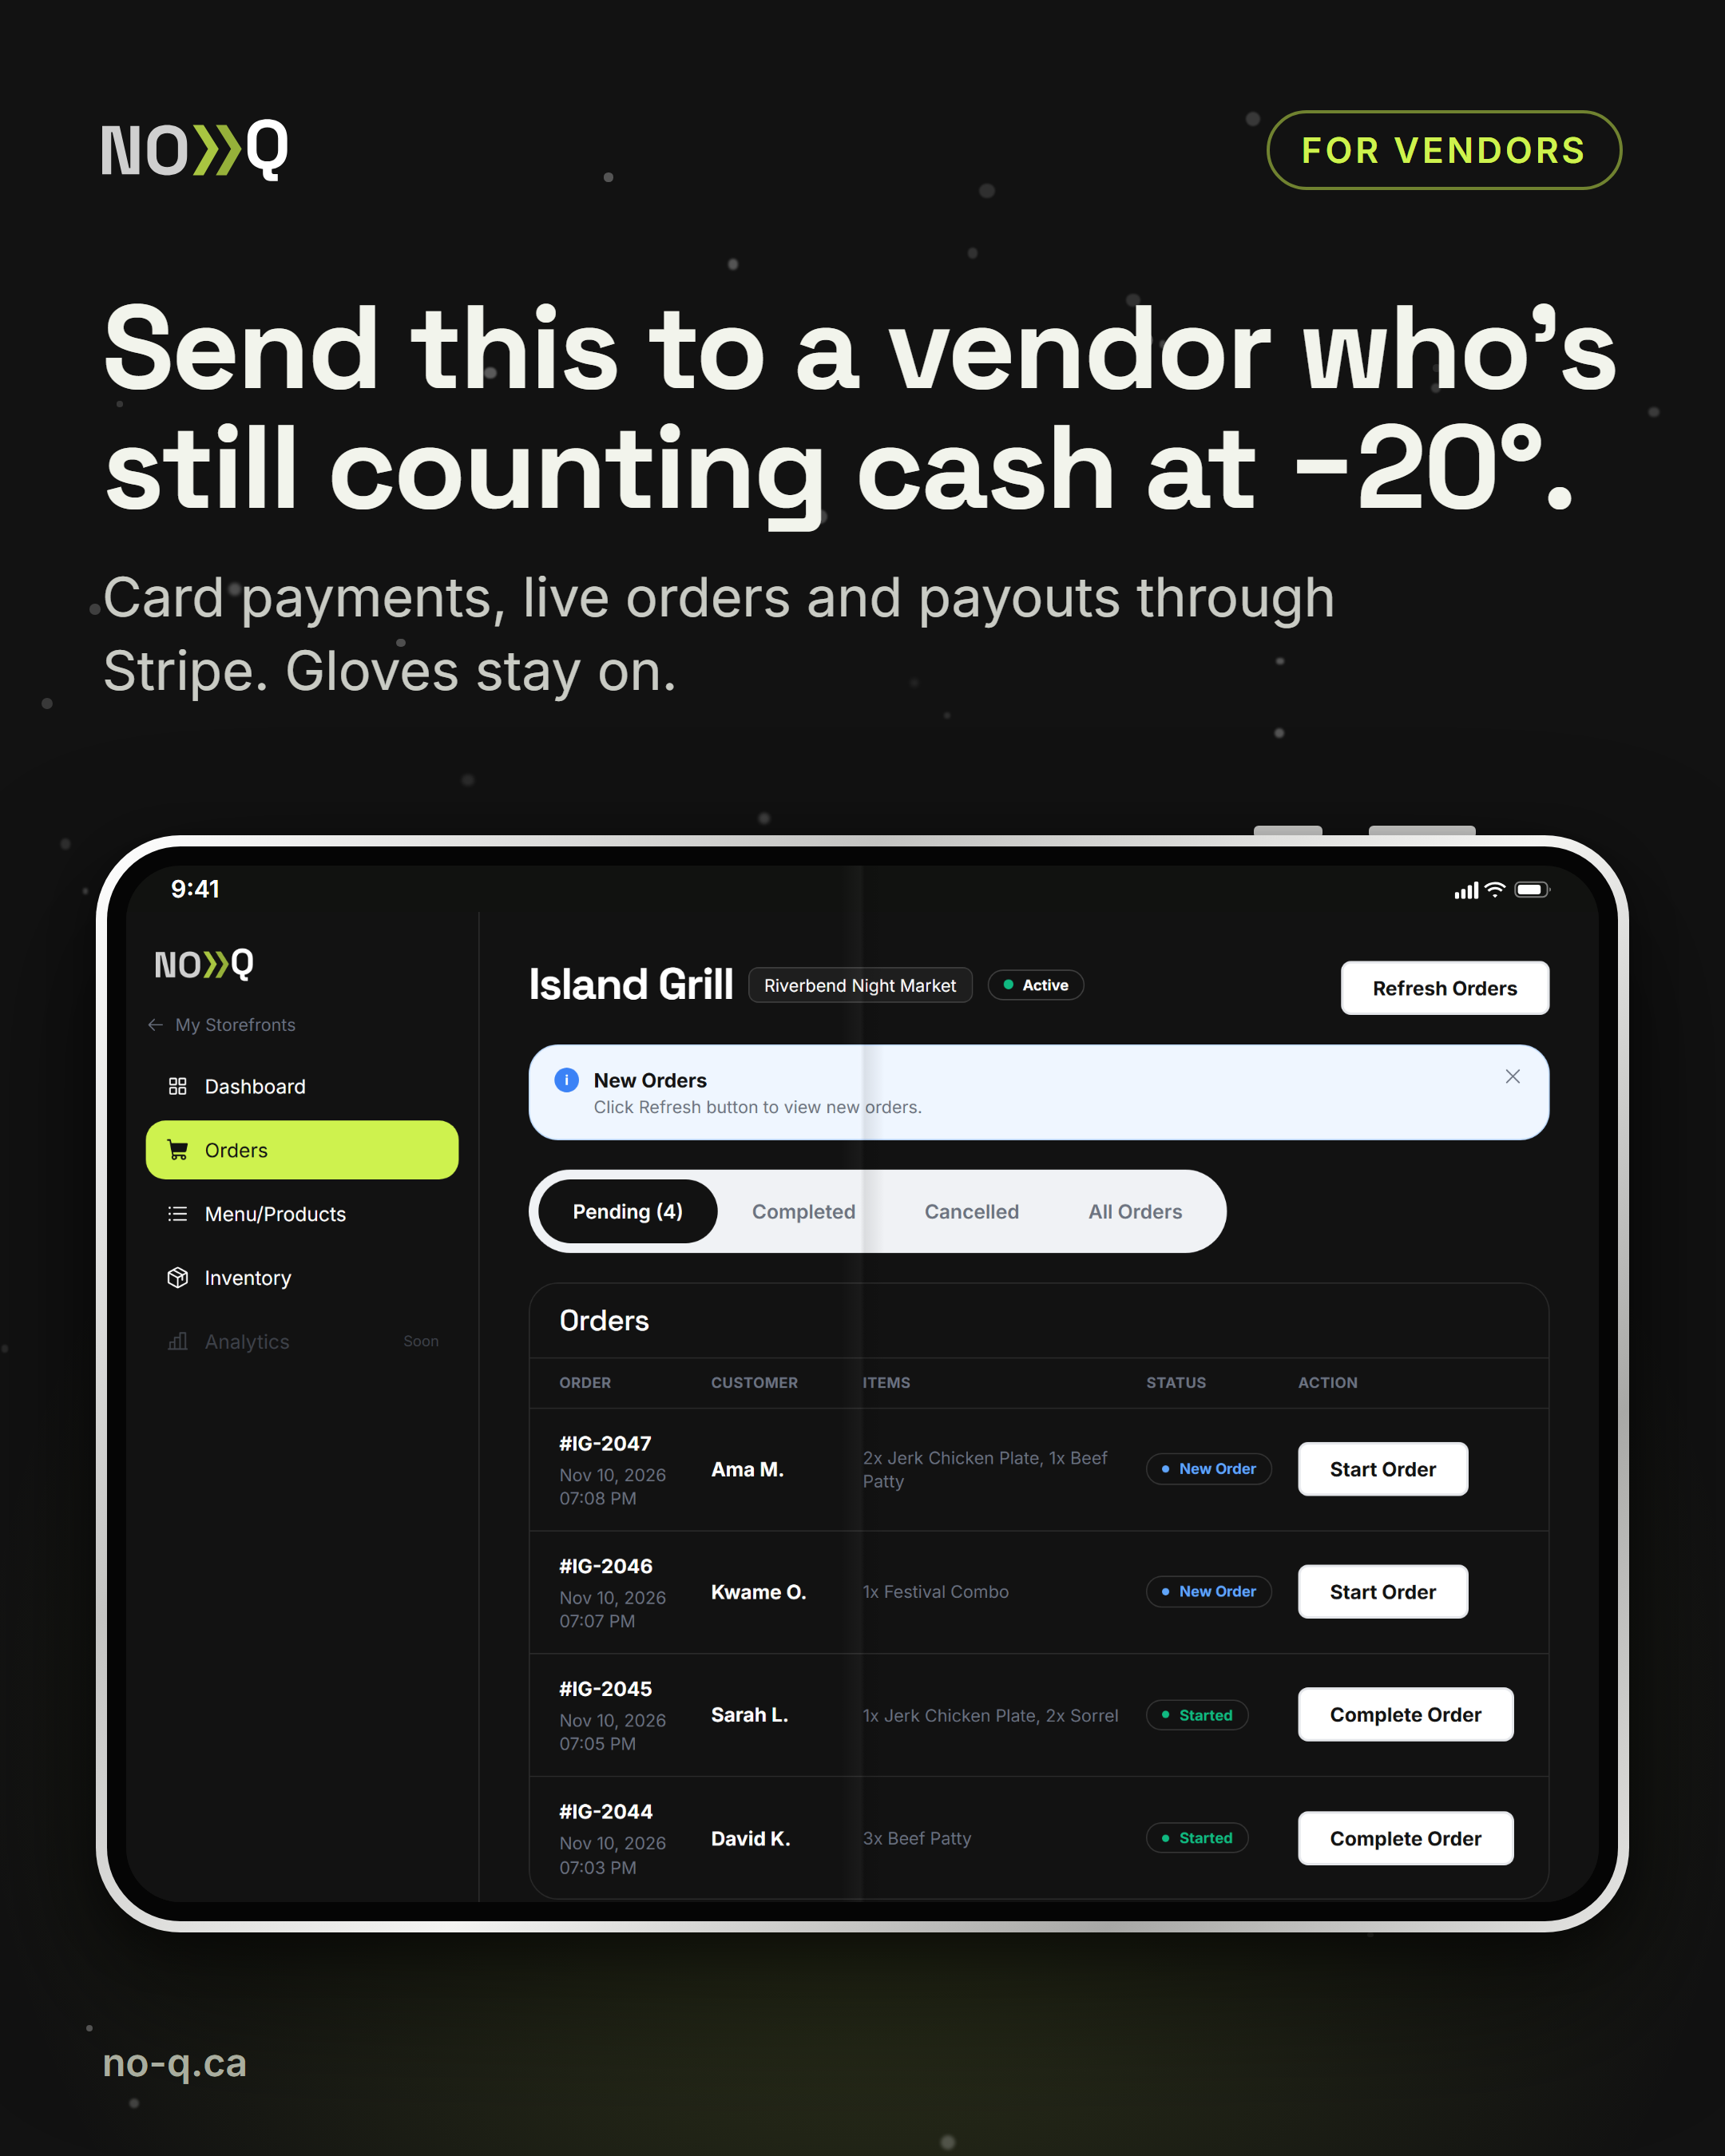 NO»Q
FOR VENDORS
Send this to a vendor who’s
still counting cash at -20°.
Card payments, live orders and payouts through
Stripe. Gloves stay on.
9:41
NO»Q
← My Storefronts
Dashboard
Orders
Menu/Products
Inventory
Analytics Soon
Island Grill Riverbend Night Market Active
Refresh Orders
New Orders
Click Refresh button to view new orders.
Pending (4) Completed Cancelled All Orders
Orders
ORDER CUSTOMER ITEMS STATUS ACTION
#IG-2047
Nov 10, 2026
07:08 PM
Ama M.
2x Jerk Chicken Plate, 1x Beef
Patty
New Order
Start Order
#IG-2046
Nov 10, 2026
07:07 PM
Kwame O.
1x Festival Combo
New Order
Start Order
#IG-2045
Nov 10, 2026
07:05 PM
Sarah L.
1x Jerk Chicken Plate, 2x Sorrel
Started
Complete Order
#IG-2044
Nov 10, 2026
07:03 PM
David K.
3x Beef Patty
Started
Complete Order
no-q.ca